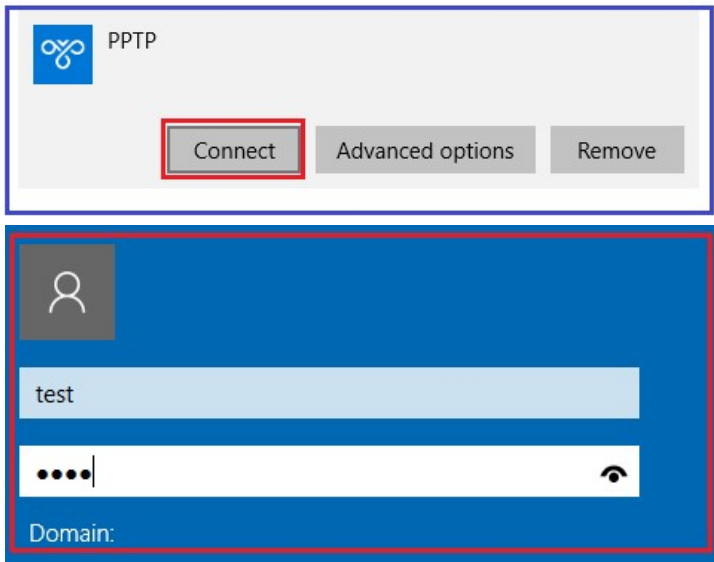 PPTP
Connect Advanced options Remove
test
••••
Domain: